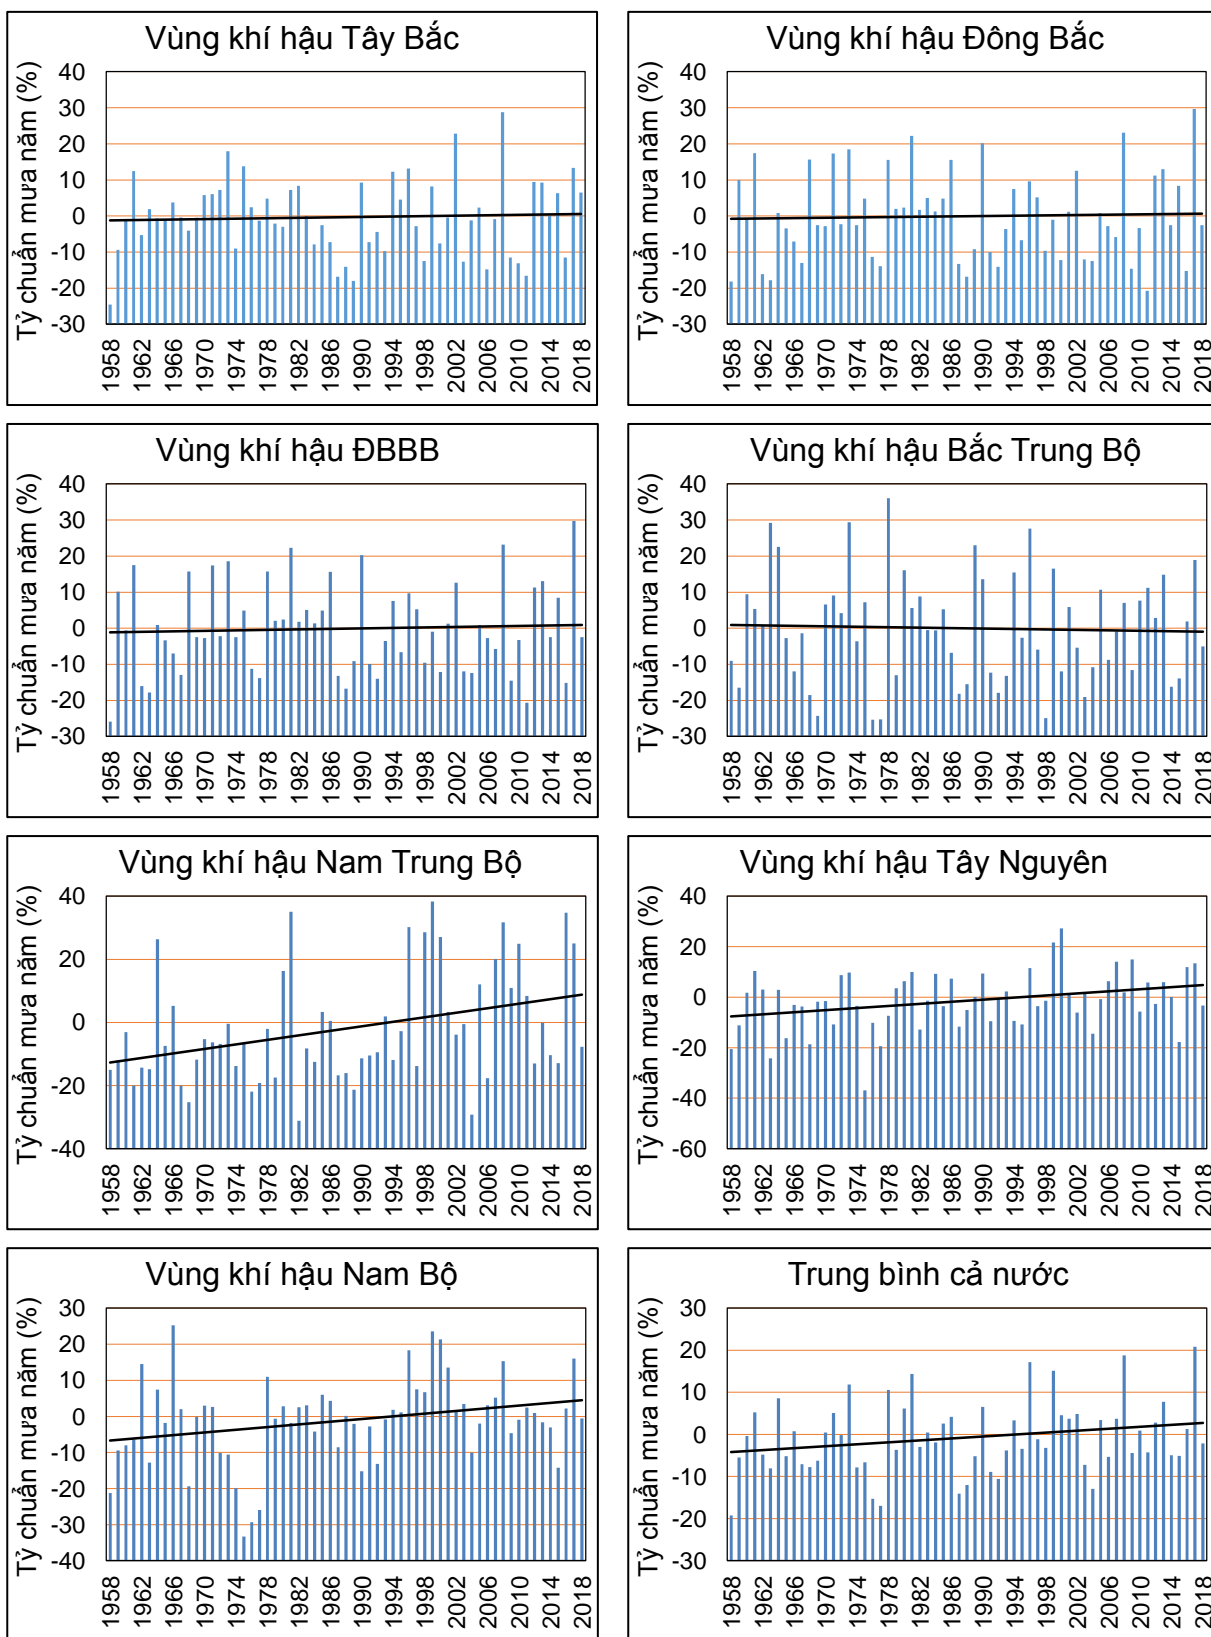 Vùng khí hậu Tây Bắc
Tỷ chuẩn mưa năm (%)
40
30
20
10
0
-10
-20
-30
1958 1962 1966 1970 1974 1978 1982 1986 1990 1994 1998 2002 2006 2010 2014 2018
Vùng khí hậu Đông Bắc
Tỷ chuẩn mưa năm (%)
40
30
20
10
0
-10
-20
-30
1958 1962 1966 1970 1974 1978 1982 1986 1990 1994 1998 2002 2006 2010 2014 2018
Vùng khí hậu ĐBBB
Tỷ chuẩn mưa năm (%)
40
30
20
10
0
-10
-20
-30
1958 1962 1966 1970 1974 1978 1982 1986 1990 1994 1998 2002 2006 2010 2014 2018
Vùng khí hậu Bắc Trung Bộ
Tỷ chuẩn mưa năm (%)
40
30
20
10
0
-10
-20
-30
1958 1962 1966 1970 1974 1978 1982 1986 1990 1994 1998 2002 2006 2010 2014 2018
Vùng khí hậu Nam Trung Bộ
Tỷ chuẩn mưa năm (%)
40
20
0
-20
-40
1958 1962 1966 1970 1974 1978 1982 1986 1990 1994 1998 2002 2006 2010 2014 2018
Vùng khí hậu Tây Nguyên
Tỷ chuẩn mưa năm (%)
40
20
0
-20
-40
-60
1958 1962 1966 1970 1974 1978 1982 1986 1990 1994 1998 2002 2006 2010 2014 2018
Vùng khí hậu Nam Bộ
Tỷ chuẩn mưa năm (%)
30
20
10
0
-10
-20
-30
-40
1958 1962 1966 1970 1974 1978 1982 1986 1990 1994 1998 2002 2006 2010 2014 2018
Trung bình cả nước
Tỷ chuẩn mưa năm (%)
30
20
10
0
-10
-20
-30
1958 1962 1966 1970 1974 1978 1982 1986 1990 1994 1998 2002 2006 2010 2014 2018